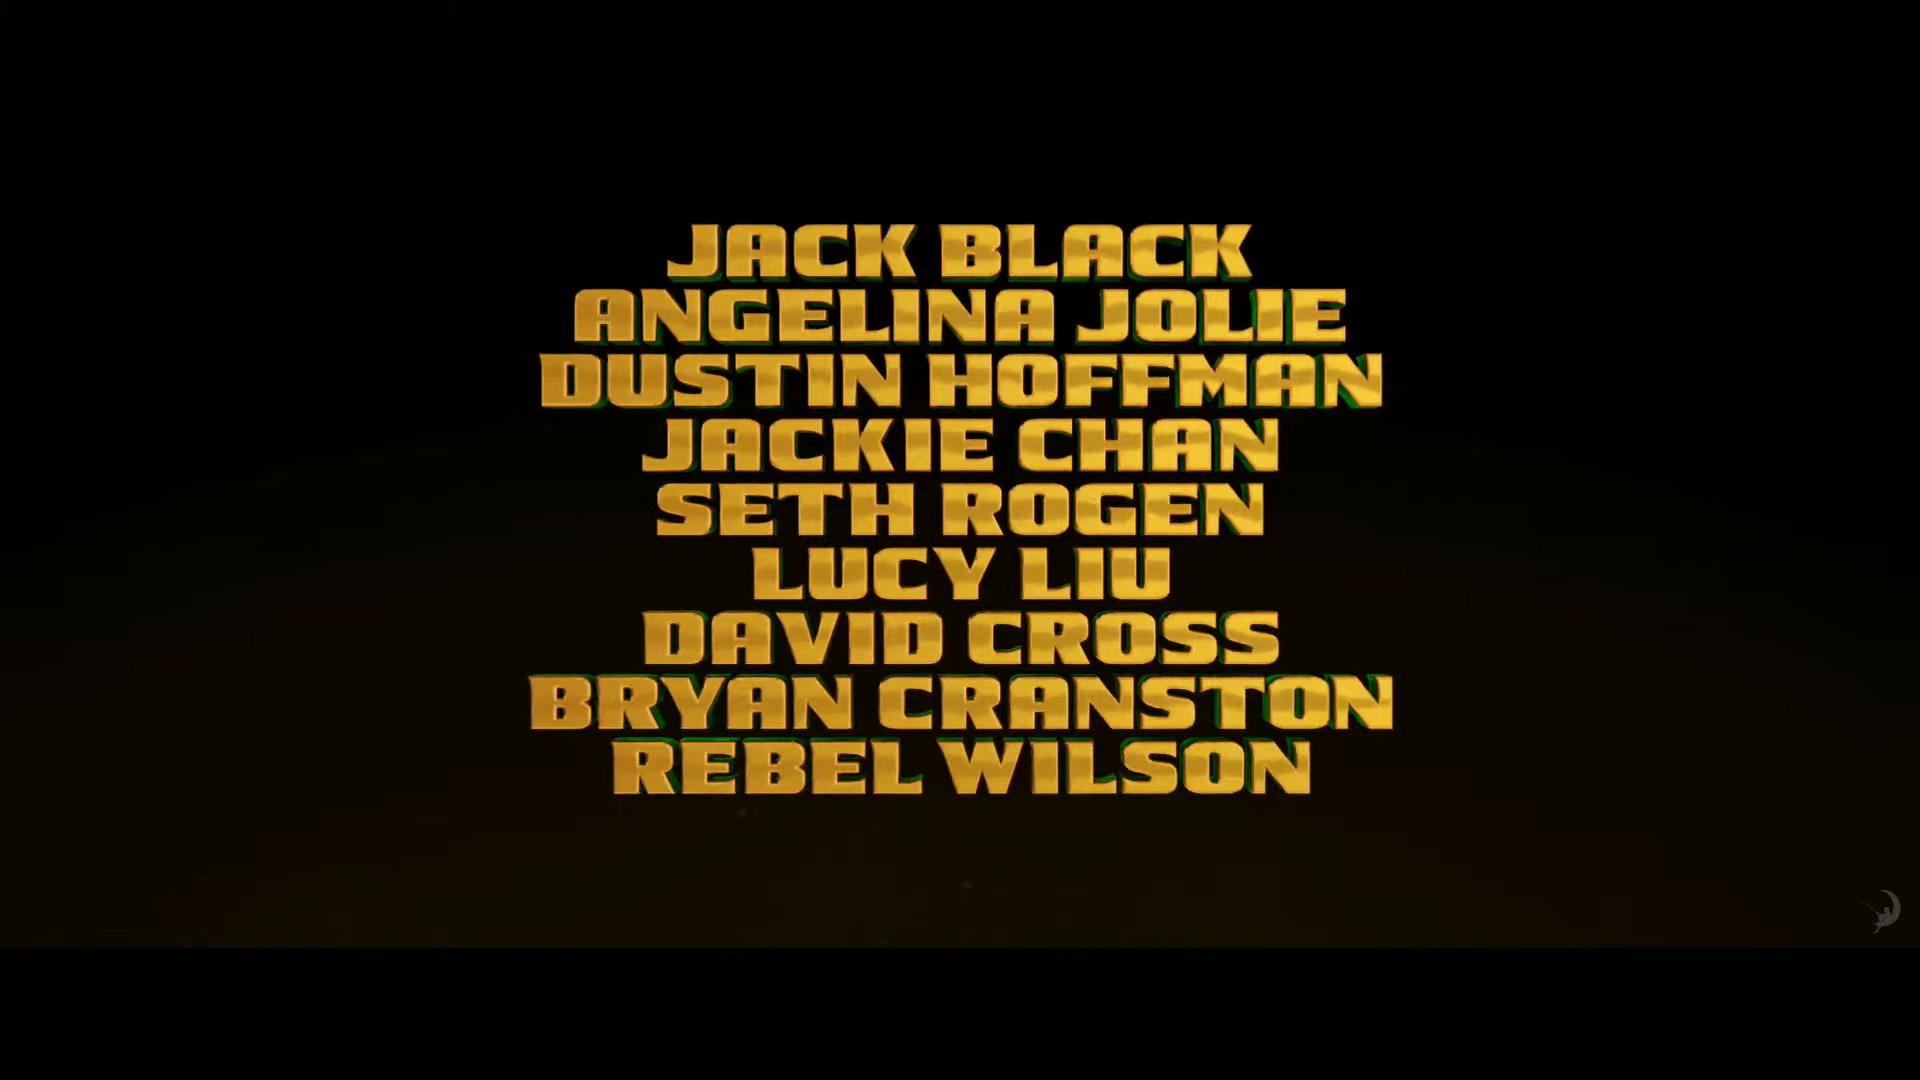 JACK BLACK
ANGELINA JOLIE
DUSTIN HOFFMAN
JACKIE CHAN
SETH ROGEN
LUCY LIU
DAVID CROSS
BRYAN CRANSTON
REBEL WILSON